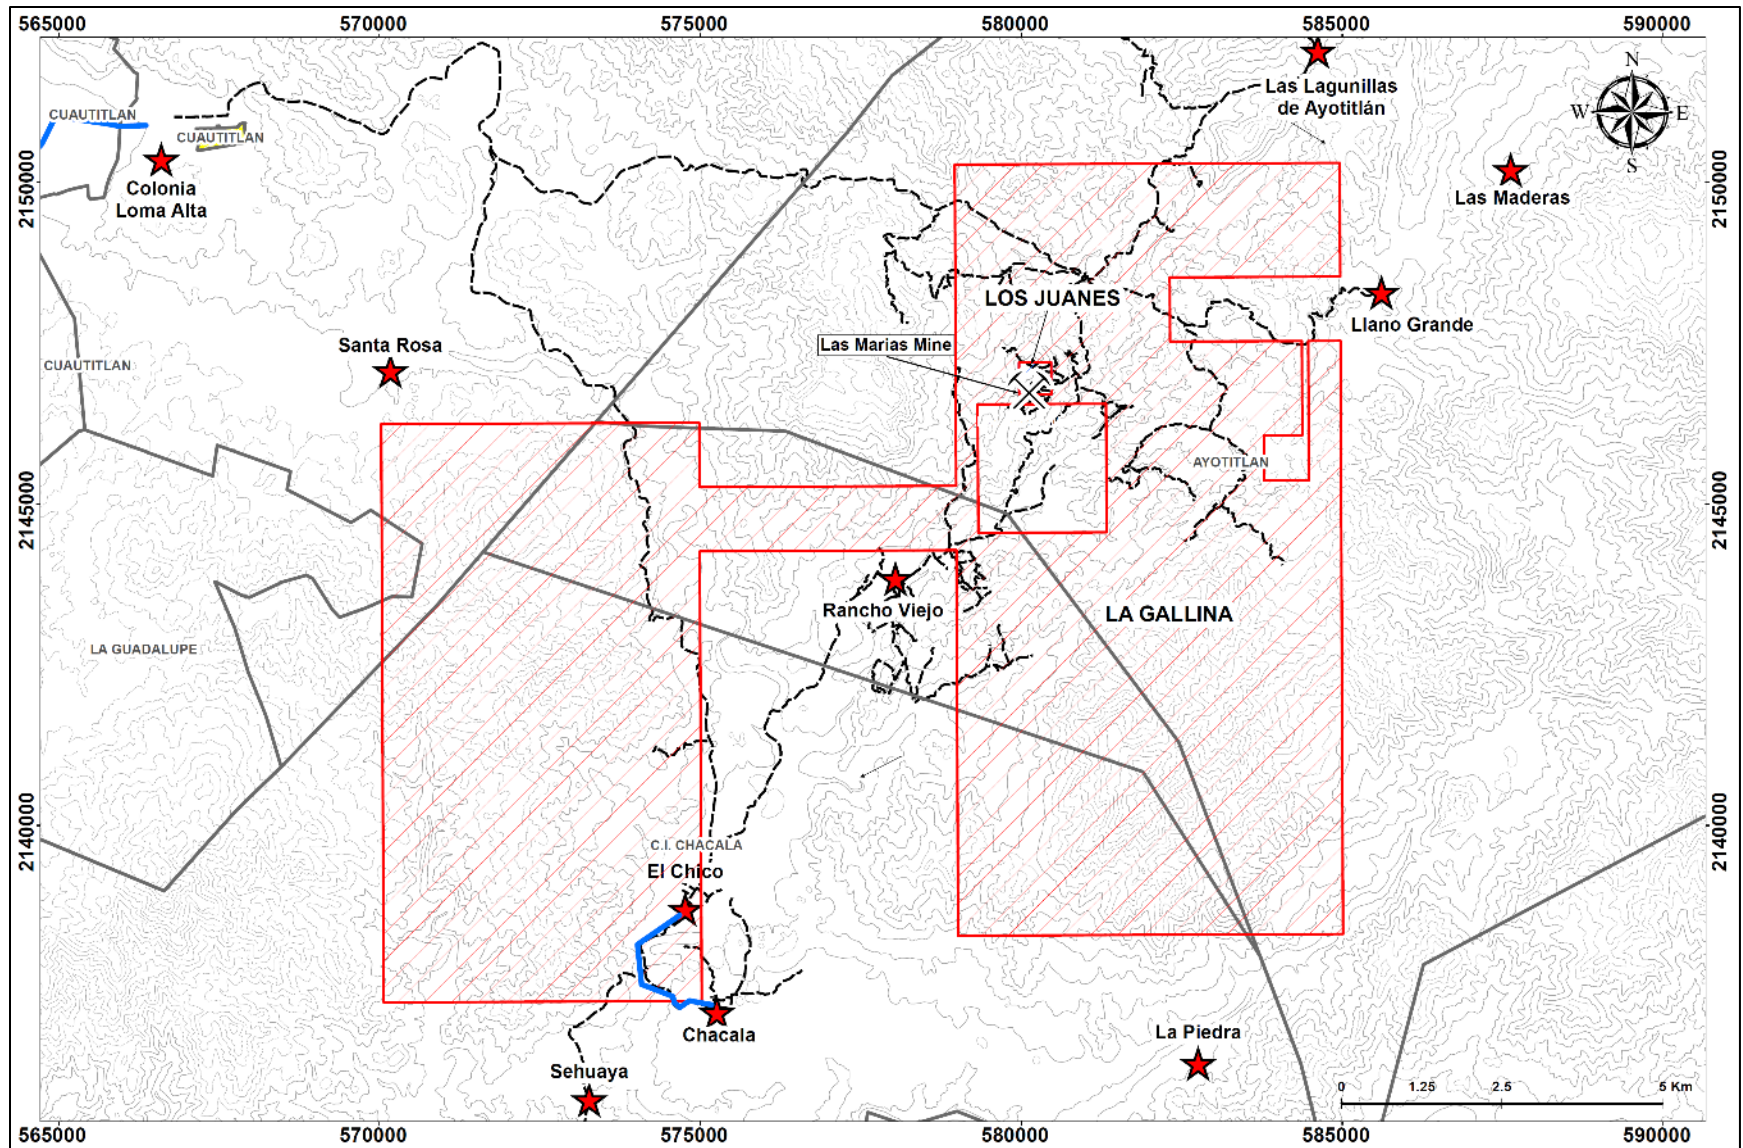 565000 570000 575000 580000 585000 590000
N
W E
S
Las Lagunillas
de Ayotitlán
CUAUTITLAN
CUAUTITLAN
Colonia
Loma Alta
2150000
2150000
Las Maderas
LOS JUANES
Llano Grande
Las Marias Mine
Santa Rosa
CUAUTITLAN
AYOTITLAN
2145000
2145000
Rancho Viejo
LA GALLINA
LA GUADALUPE
2140000
2140000
C.I. CHACALA
El Chico
Chacala
La Piedra
Sehuaya
0 1.25 2.5 5 Km
565000 570000 575000 580000 585000 590000